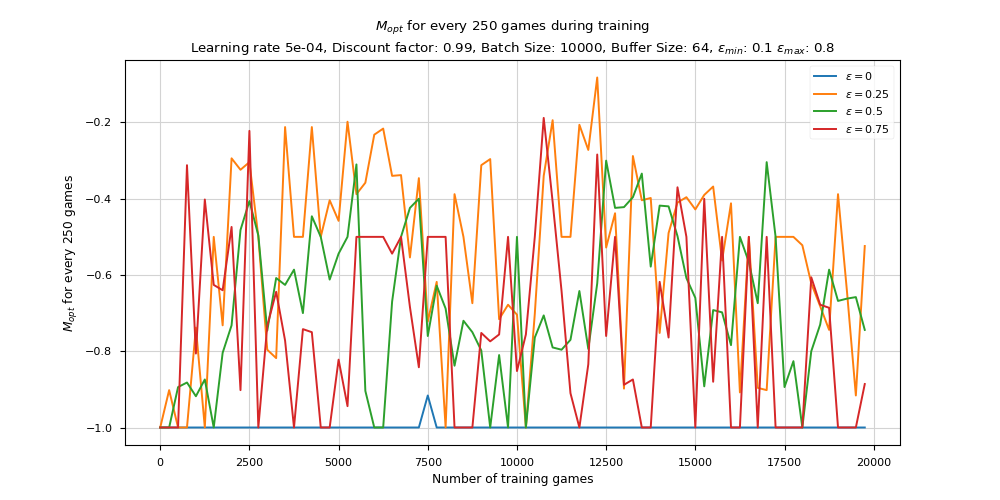 M_opt for every 250 games during training
Learning rate 5e-04, Discount factor: 0.99, Batch Size: 10000, Buffer Size: 64, ε_min: 0.1 ε_max: 0.8
ε = 0
ε = 0.25
ε = 0.5
ε = 0.75
−0.2
−0.4
−0.6
−0.8
−1.0
M_opt for every 250 games
0 2500 5000 7500 10000 12500 15000 17500 20000
Number of training games